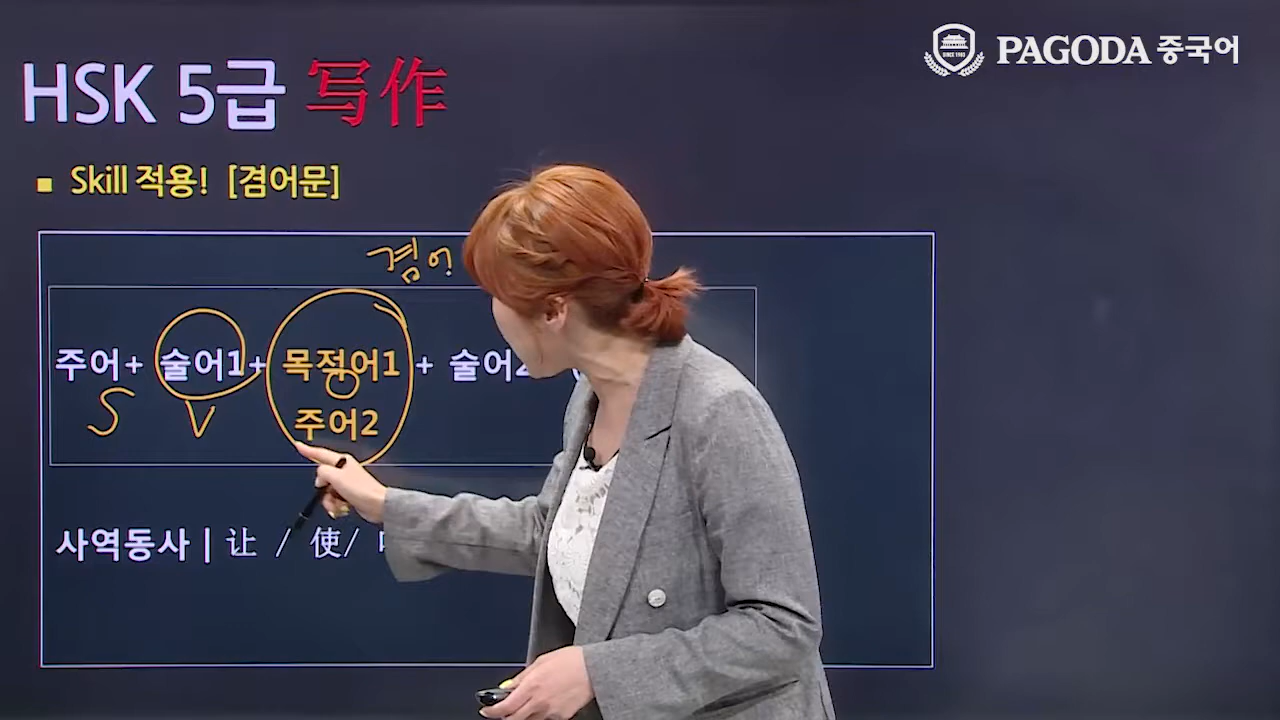 PAGODA 중국어
SINCE 1983
HSK 5급 写作
Skill 적용! [겸어문]
겸어
주어+ 술어1+ 목적어1 + 술어2
S V 주어2
사역동사 | 让 / 使/